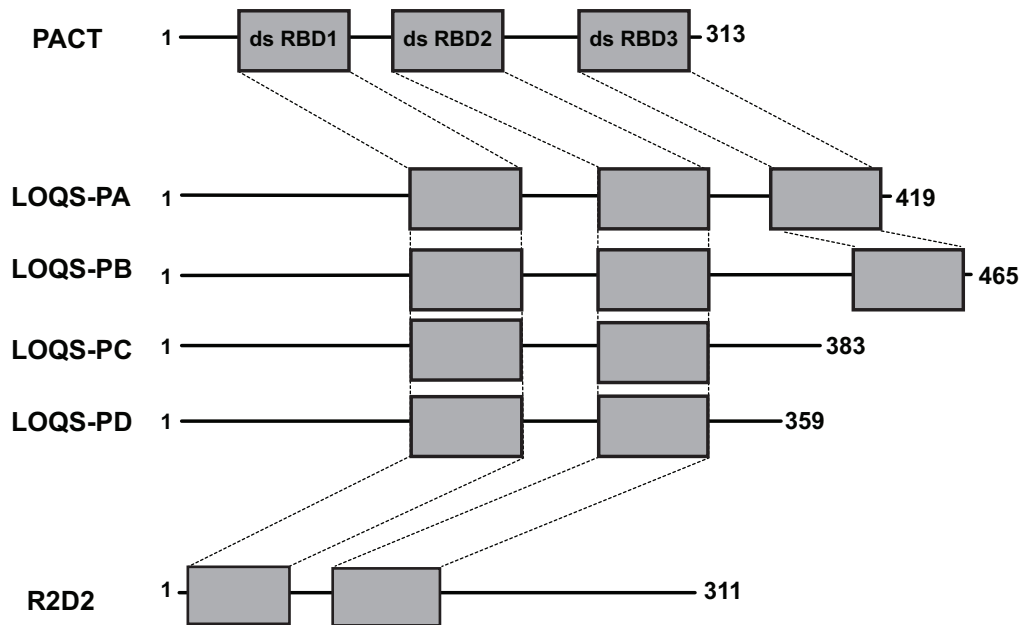 PACT 1 ds RBD1 ds RBD2 ds RBD3 313
LOQS-PA 1 419
LOQS-PB 1 465
LOQS-PC 1 383
LOQS-PD 1 359
R2D2 1 311